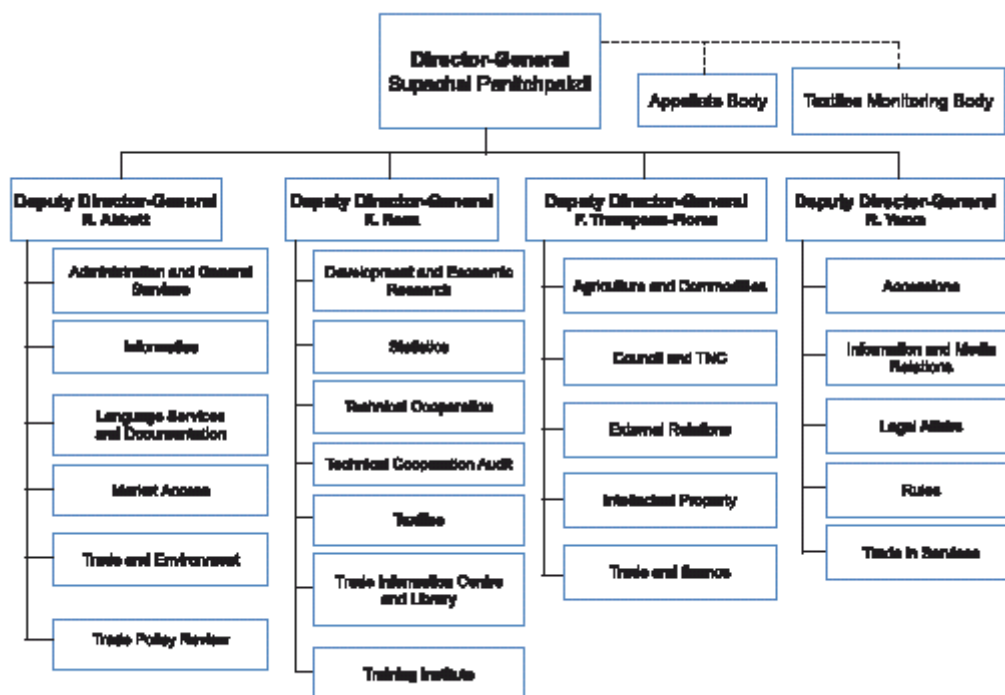 Director-General
Supachai Panitchpakdi
Appellate Body
Textiles Monitoring Body
Deputy Director-General
R. Abbott
Administration and General
Services
Informatics
Language Services
and Documentation
Market Access
Trade and Environment
Trade Policy Review
Deputy Director-General
K. Rana
Development and Economic
Research
Statistics
Technical Cooperation
Technical Cooperation Audit
Textiles
Trade Information Centre
and Library
Training Institute
Deputy Director-General
F. Thompson-Flores
Agriculture and Commodities
Council and TNC
External Relations
Intellectual Property
Trade and finance
Deputy Director-General
R. Yerxa
Accessions
Information and Media
Relations
Legal Affairs
Rules
Trade in Services